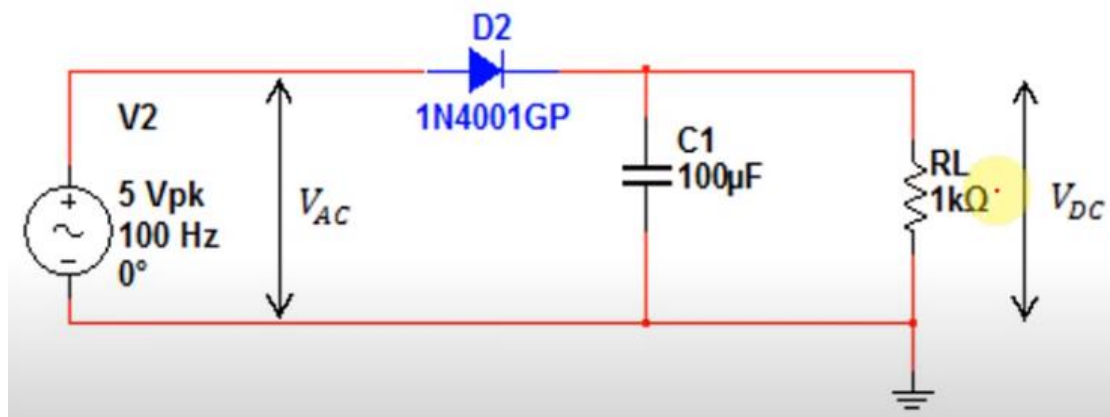 D2
1N4001GP
V2
5 Vpk
100 Hz
0°
V_AC
C1
100µF
RL
1kΩ
V_DC